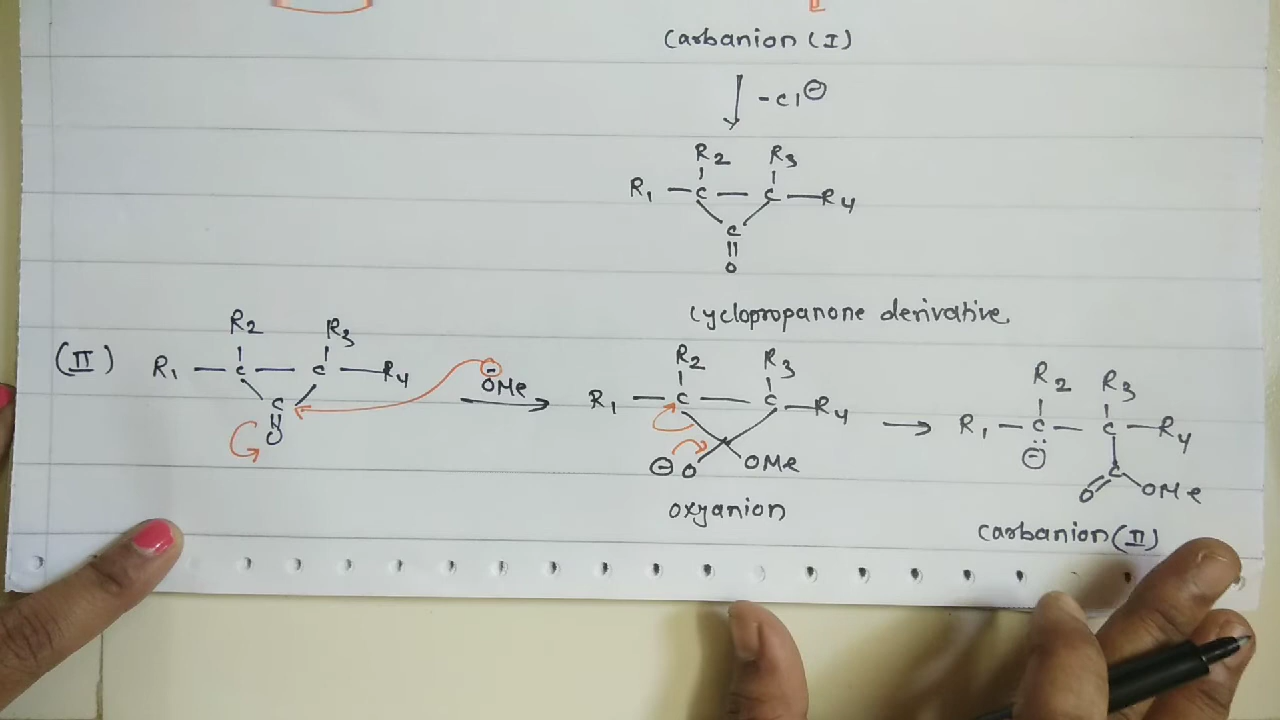 Carbanion (I)
- Cl ⊖
R2 R3
R1 — C — C — R4
C
||
O
Cyclopropanone derivative
(II)
R2 R3
R1 — C — C — R4
C
O
⊖
OMe
R2 R3
R1 — C — C — R4
⊖ O OMe
oxyanion
R2 R3
R1 — C — C — R4
⊖
C
O OMe
Carbanion (II)